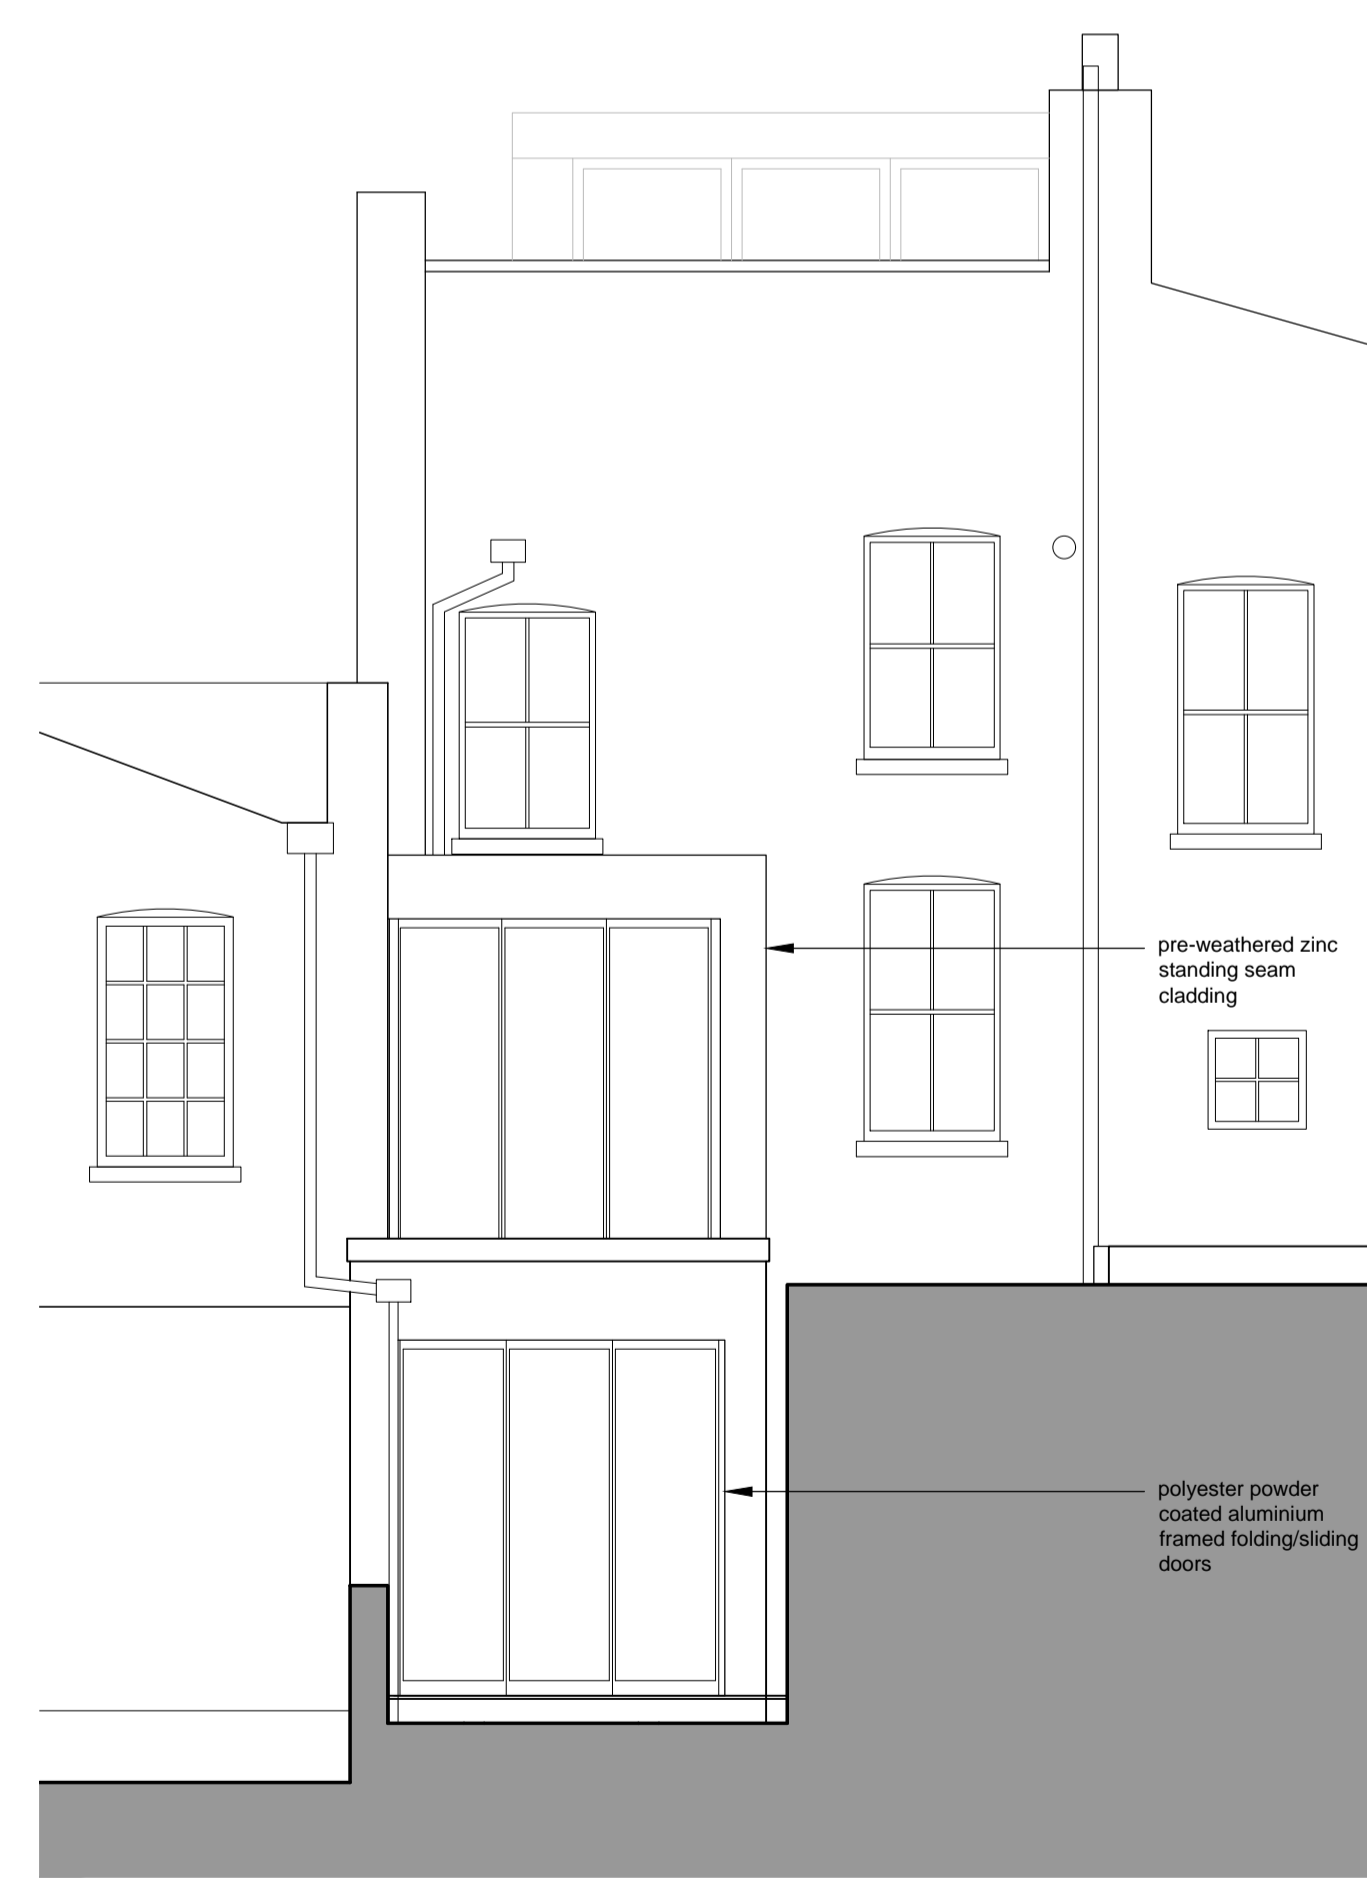 pre-weathered zinc
standing seam
cladding
polyester powder
coated aluminium
framed folding/sliding
doors